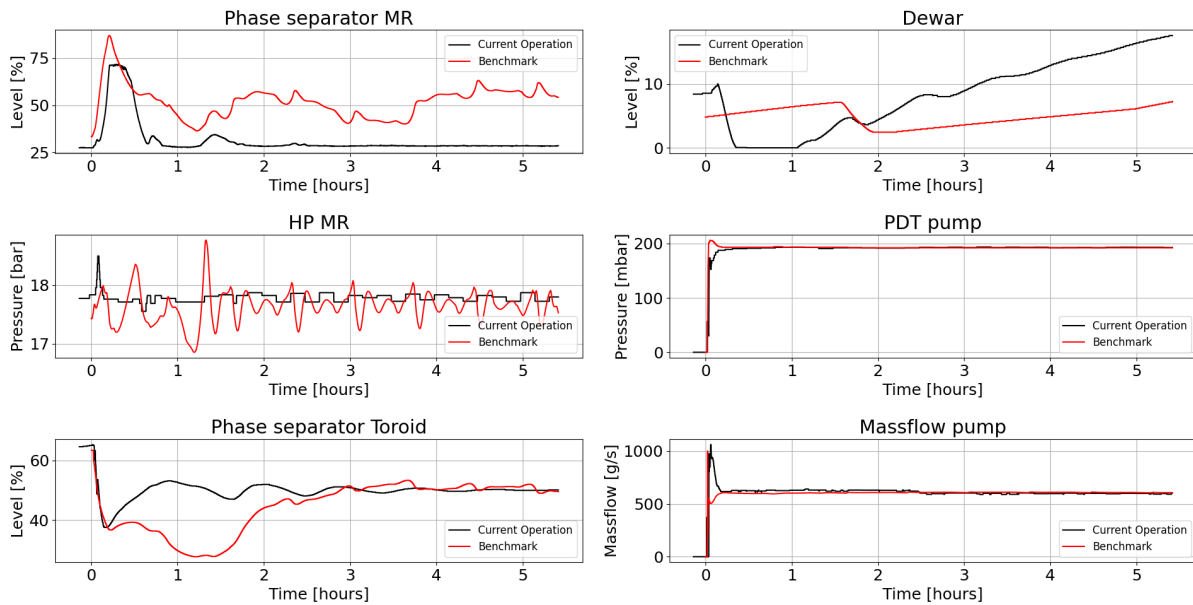 Phase separator MR
Level [%]
75
50
25
0
1
2
3
4
5
Time [hours]
Current Operation
Benchmark
Dewar
Level [%]
10
0
0
1
2
3
4
5
Time [hours]
Current Operation
Benchmark
HP MR
Pressure [bar]
18
17
0
1
2
3
4
5
Time [hours]
Current Operation
Benchmark
PDT pump
Pressure [mbar]
200
100
0
0
1
2
3
4
5
Time [hours]
Current Operation
Benchmark
Phase separator Toroid
Level [%]
60
40
0
1
2
3
4
5
Time [hours]
Current Operation
Benchmark
Massflow pump
Massflow [g/s]
1000
500
0
0
1
2
3
4
5
Time [hours]
Current Operation
Benchmark